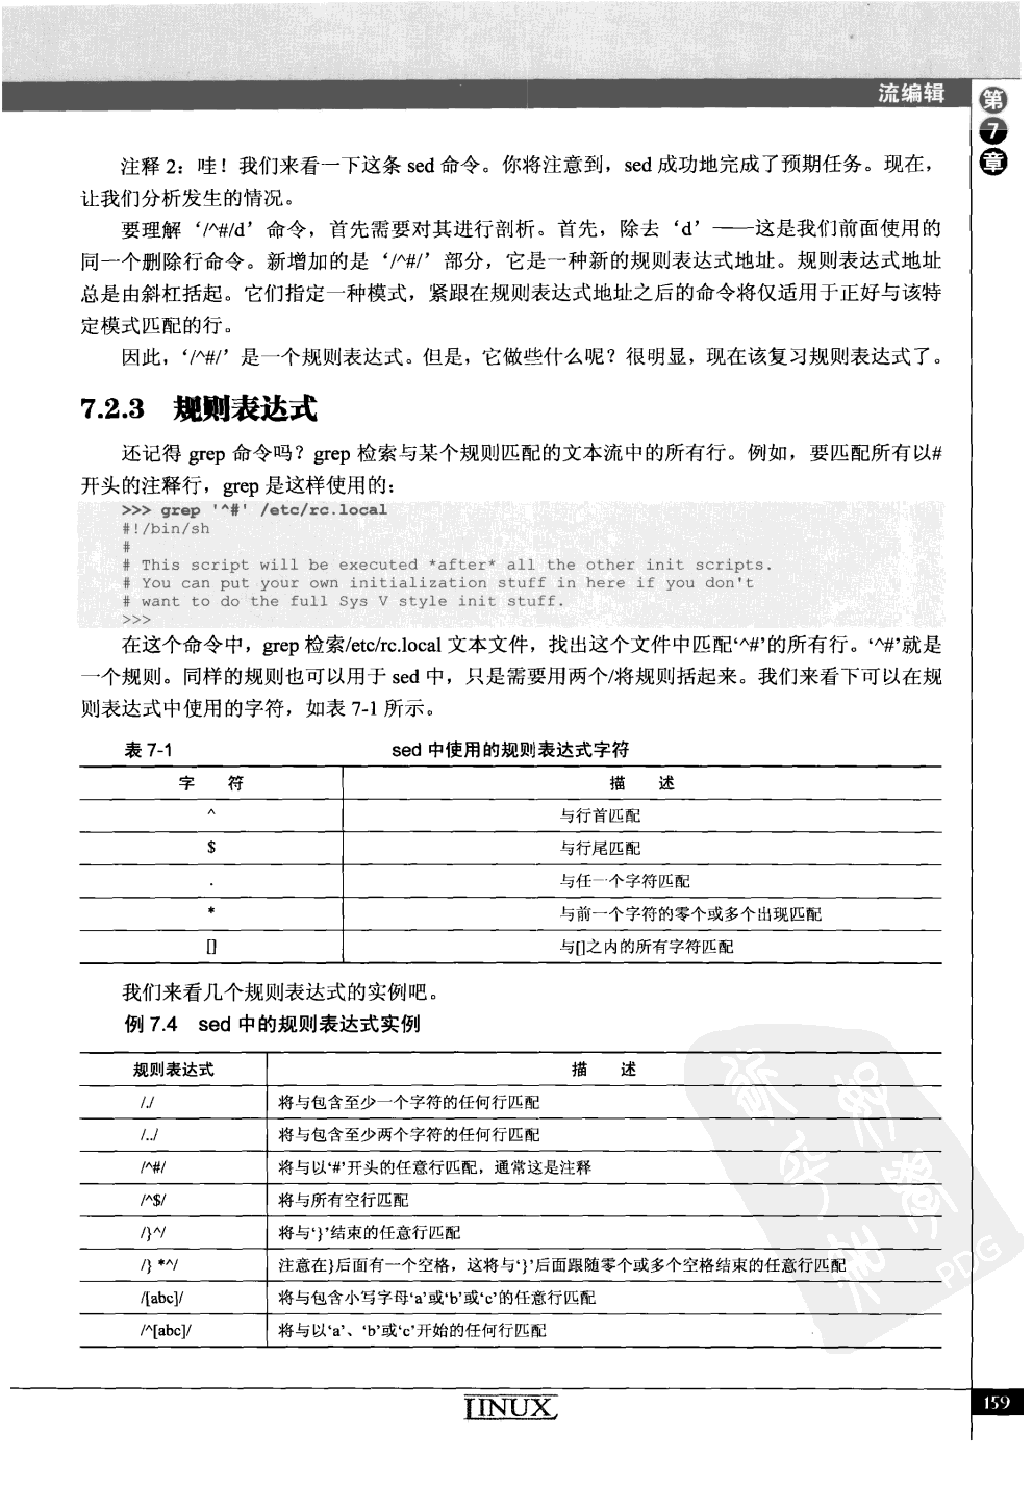 流编辑
第
7
章
注释 2：哇！我们来看一下这条 sed 命令。你将注意到，sed 成功地完成了预期任务。现在，
让我们分析发生的情况。
要理解‘/^#/d’命令，首先需要对其进行剖析。首先，除去‘d’——这是我们前面使用的
同一个删除行命令。新增加的是‘/^#/’部分，它是一种新的规则表达式地址。规则表达式地址
总是由斜杠括起。它们指定一种模式，紧跟在规则表达式地址之后的命令将仅适用于正好与该特
定模式匹配的行。
因此，‘/^#/’是一个规则表达式。但是，它做些什么呢？很明显，现在该复习规则表达式了。
7.2.3 规则表达式
还记得 grep 命令吗？grep 检索与某个规则匹配的文本流中的所有行。例如，要匹配所有以#
开头的注释行，grep 是这样使用的：
>>> grep '^#' /etc/rc.local
#!/bin/sh
#
# This script will be executed *after* all the other init scripts.
# You can put your own initialization stuff in here if you don't
# want to do the full Sys V style init stuff.
>>>
在这个命令中，grep 检索/etc/rc.local 文本文件，找出这个文件中匹配‘^#’的所有行。‘^#’就是
一个规则。同样的规则也可以用于 sed 中，只是需要用两个/将规则括起来。我们来看下可以在规
则表达式中使用的字符，如表 7-1 所示。
表 7-1 sed 中使用的规则表达式字符
字 符 描 述
^ 与行首匹配
$ 与行尾匹配
. 与任一个字符匹配
* 与前一个字符的零个或多个出现匹配
[] 与[]之内的所有字符匹配
我们来看几个规则表达式的实例吧。
例 7.4 sed 中的规则表达式实例
规则表达式 描 述
/./ 将与包含至少一个字符的任何行匹配
/../ 将与包含至少两个字符的任何行匹配
/^#/ 将与以‘#’开头的任意行匹配，通常这是注释
/^$/ 将与所有空行匹配
/}^/ 将与‘}’结束的任意行匹配
/} *^/ 注意在}后面有一个空格，这将与‘}’后面跟随零个或多个空格结束的任意行匹配
/[abc]/ 将与包含小写字母‘a’或‘b’或‘c’的任意行匹配
/^[abc]/ 将与以‘a’、‘b’或‘c’开始的任何行匹配
PDG
LINUX
159